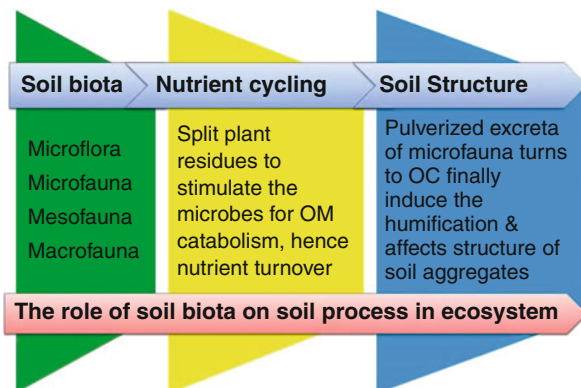 Soil biota
Nutrient cycling
Soil Structure
Microflora
Microfauna
Mesofauna
Macrofauna
Split plant
residues to
stimulate the
microbes for OM
catabolism, hence
nutrient turnover
Pulverized excreta
of microfauna turns
to OC finally
induce the
humification &
affects structure of
soil aggregates
The role of soil biota on soil process in ecosystem